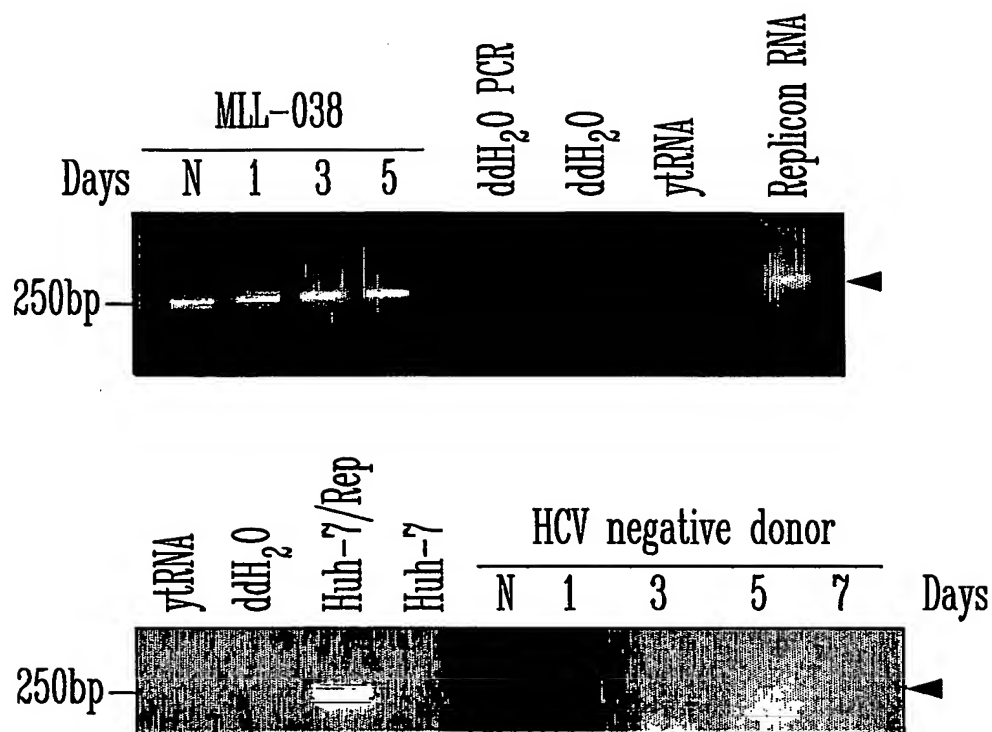 MLL-038
Days N 1 3 5 ddH₂O PCR ddH₂O ytRNA Replicon RNA
250bp
ytRNA ddH₂O Huh-7/Rep Huh-7
HCV negative donor
N 1 3 5 7 Days
250bp